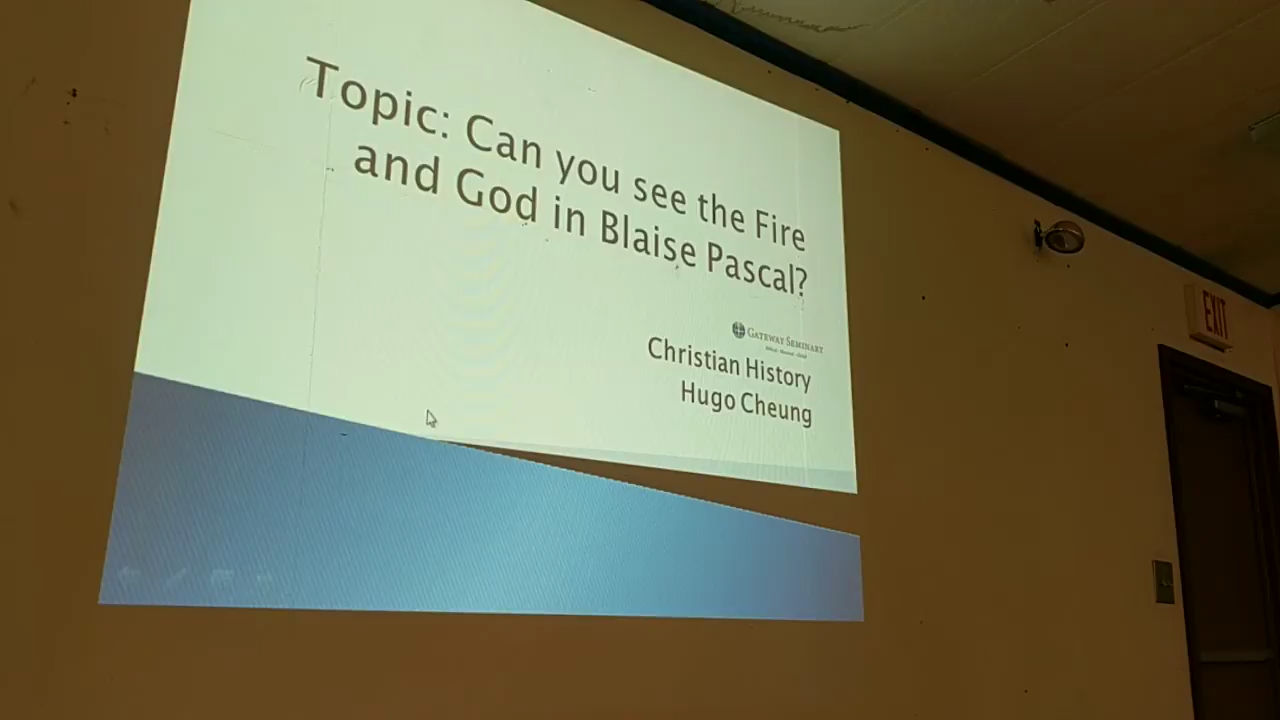 Topic: Can you see the Fire
and God in Blaise Pascal?
GATEWAY SEMINARY
Christian History
Hugo Cheung
EXIT